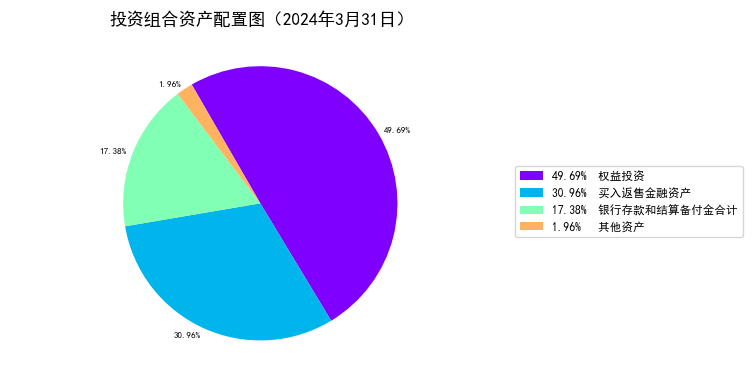 投资组合资产配置图（2024年3月31日）
1.96%
49.69%
17.38%
30.96%
49.69% 权益投资
30.96% 买入返售金融资产
17.38% 银行存款和结算备付金合计
1.96% 其他资产